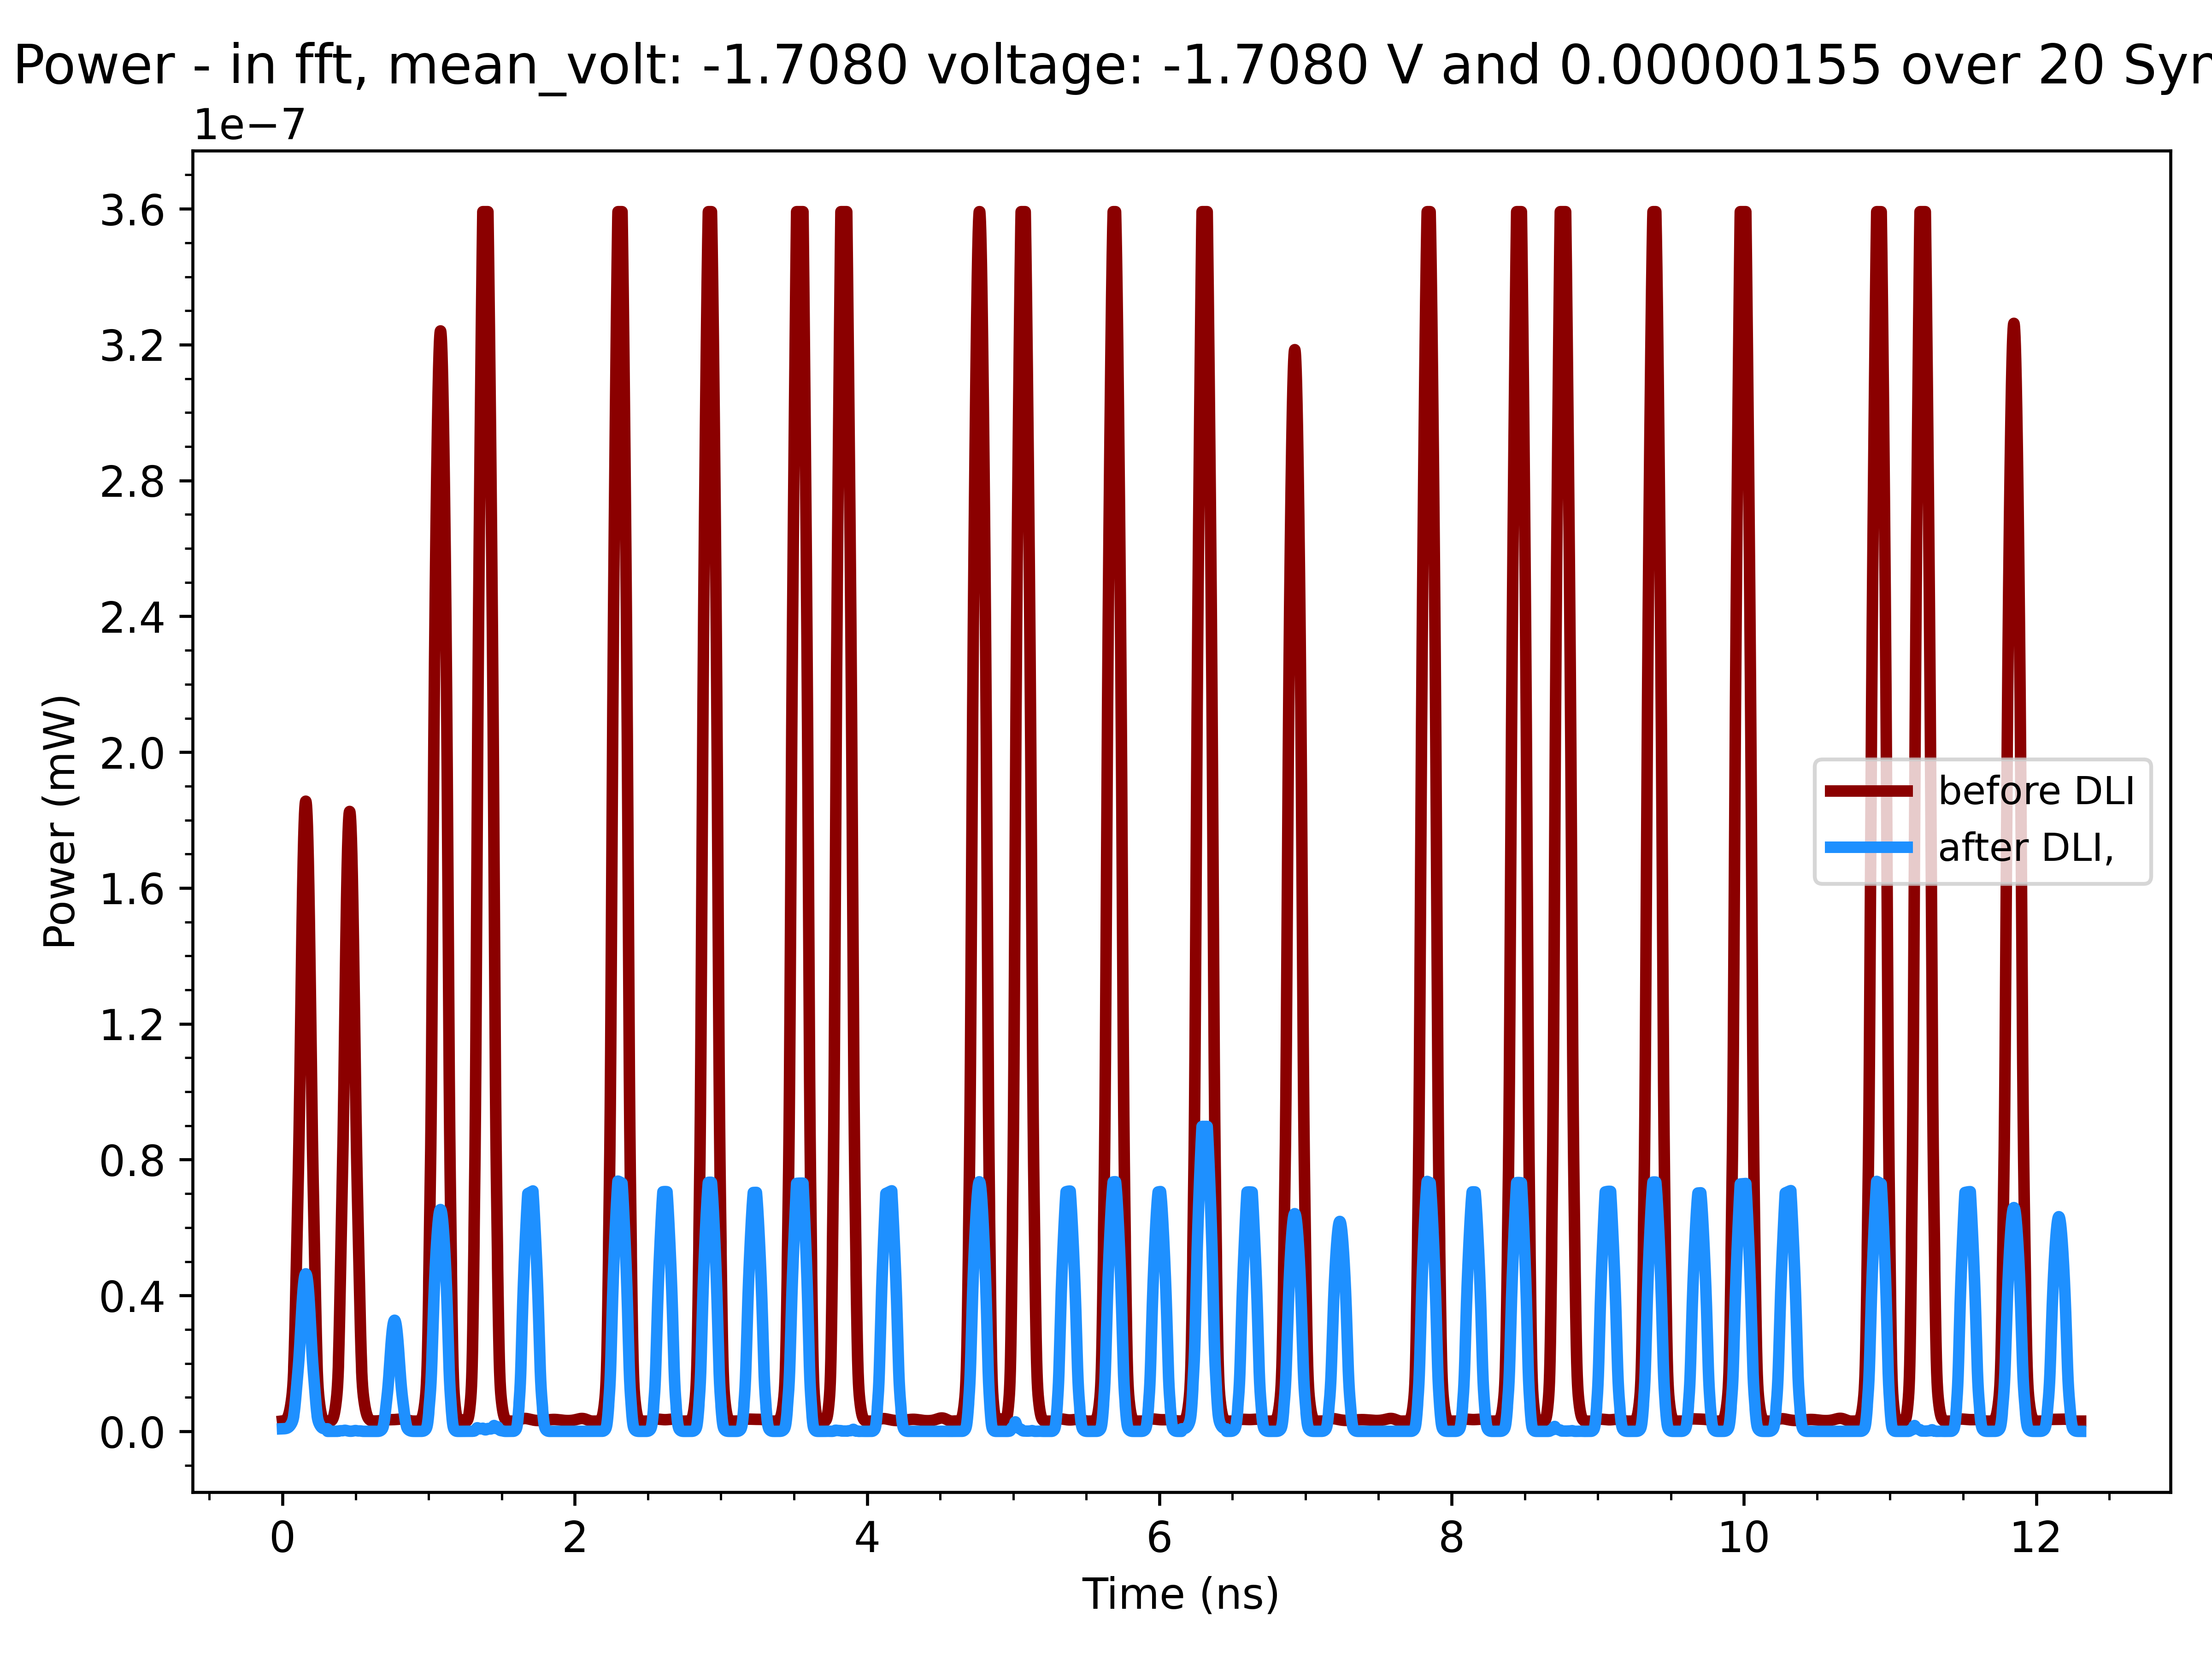 Power - in fft, mean_volt: -1.7080 voltage: -1.7080 V and 0.00000155 over 20
1e−7
3.6
3.2
2.8
2.4
2.0
1.6
1.2
0.8
0.4
0.0
Power (mW)
before DLI
after DLI,
0 2 4 6 8 10 12
Time (ns)